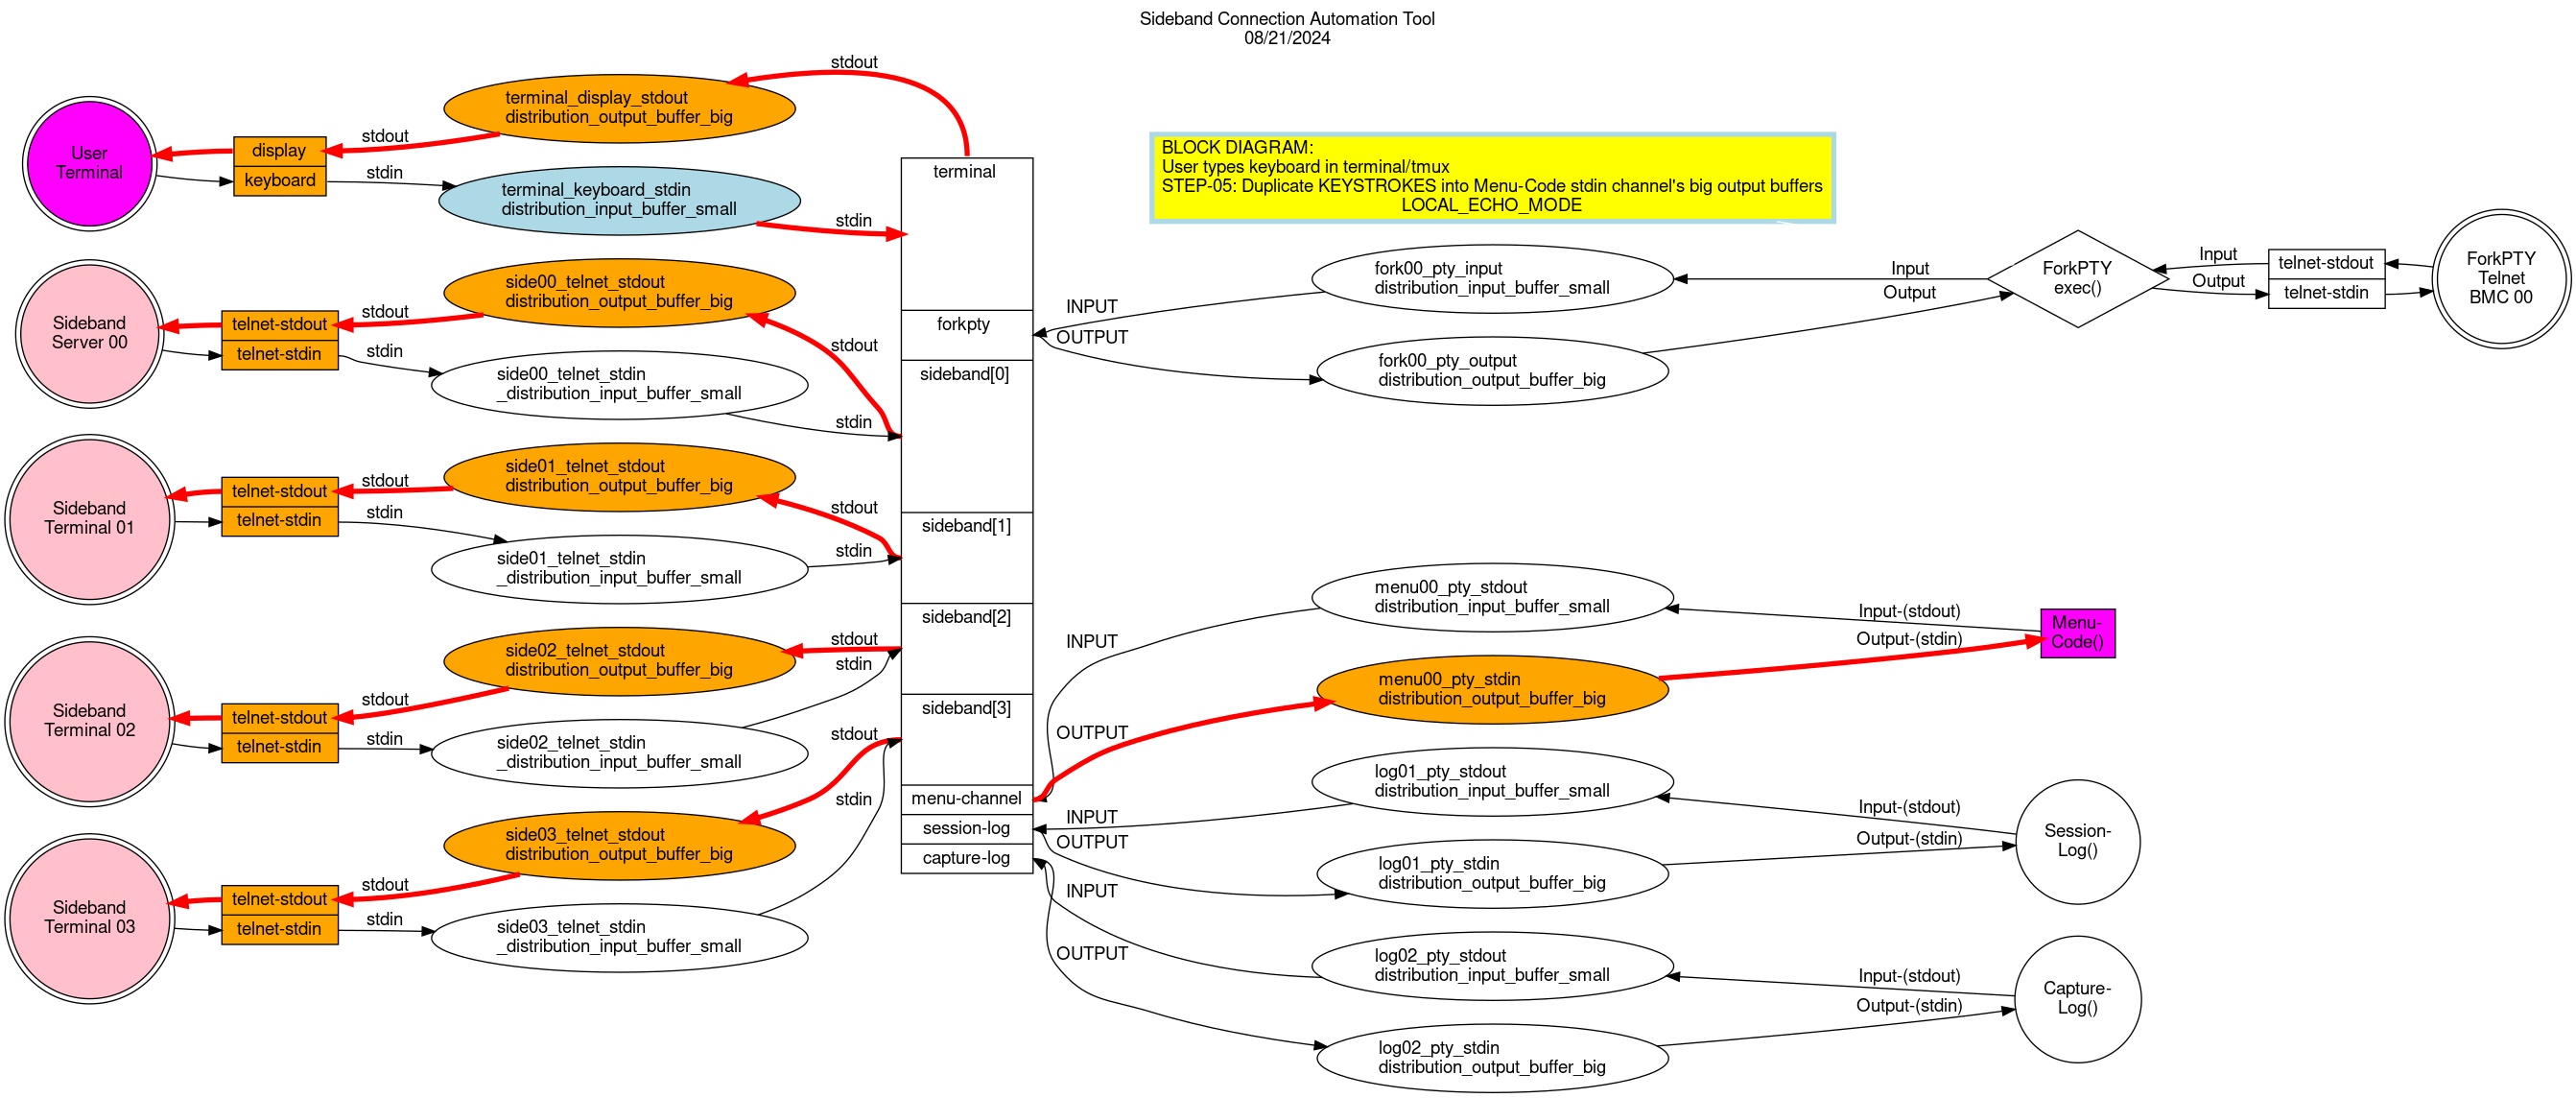 Sideband Connection Automation Tool
08/21/2024
BLOCK DIAGRAM:
User types keyboard in terminal/tmux
STEP-05: Duplicate KEYSTROKES into Menu-Code stdin channel's big output buffers
LOCAL_ECHO_MODE
User
Terminal
display
keyboard
stdout
stdin
terminal_display_stdout
distribution_output_buffer_big
terminal_keyboard_stdin
distribution_input_buffer_small
stdout
stdin
Sideband
Server 00
telnet-stdout
telnet-stdin
stdout
stdin
side00_telnet_stdout
distribution_output_buffer_big
side00_telnet_stdin
_distribution_input_buffer_small
stdout
stdin
Sideband
Terminal 01
telnet-stdout
telnet-stdin
stdout
stdin
side01_telnet_stdout
distribution_output_buffer_big
side01_telnet_stdin
_distribution_input_buffer_small
stdout
stdin
Sideband
Terminal 02
telnet-stdout
telnet-stdin
stdout
stdin
side02_telnet_stdout
distribution_output_buffer_big
side02_telnet_stdin
_distribution_input_buffer_small
stdout
stdin
Sideband
Terminal 03
telnet-stdout
telnet-stdin
stdout
stdin
side03_telnet_stdout
distribution_output_buffer_big
side03_telnet_stdin
_distribution_input_buffer_small
stdout
stdin
terminal
forkpty
sideband[0]
sideband[1]
sideband[2]
sideband[3]
menu-channel
session-log
capture-log
INPUT
OUTPUT
fork00_pty_input
distribution_input_buffer_small
fork00_pty_output
distribution_output_buffer_big
Input
Output
ForkPTY
exec()
Input
Output
telnet-stdout
telnet-stdin
ForkPTY
Telnet
BMC 00
INPUT
OUTPUT
menu00_pty_stdout
distribution_input_buffer_small
menu00_pty_stdin
distribution_output_buffer_big
Input-(stdout)
Output-(stdin)
Menu-
Code()
INPUT
OUTPUT
log01_pty_stdout
distribution_input_buffer_small
log01_pty_stdin
distribution_output_buffer_big
Input-(stdout)
Output-(stdin)
Session-
Log()
INPUT
OUTPUT
log02_pty_stdout
distribution_input_buffer_small
log02_pty_stdin
distribution_output_buffer_big
Input-(stdout)
Output-(stdin)
Capture-
Log()